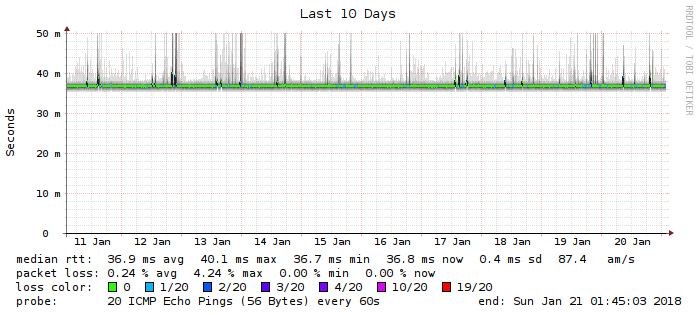 Last 10 Days
RRDTOOL / TOBI OETIKER
Seconds
50 m
40 m
30 m
20 m
10 m
0
11 Jan 12 Jan 13 Jan 14 Jan 15 Jan 16 Jan 17 Jan 18 Jan 19 Jan 20 Jan
median rtt: 36.9 ms avg 40.1 ms max 36.7 ms min 36.8 ms now 0.4 ms sd 87.4 am/s
packet loss: 0.24 % avg 4.24 % max 0.00 % min 0.00 % now
loss color: 0 1/20 2/20 3/20 4/20 10/20 19/20
probe: 20 ICMP Echo Pings (56 Bytes) every 60s end: Sun Jan 21 01:45:03 2018